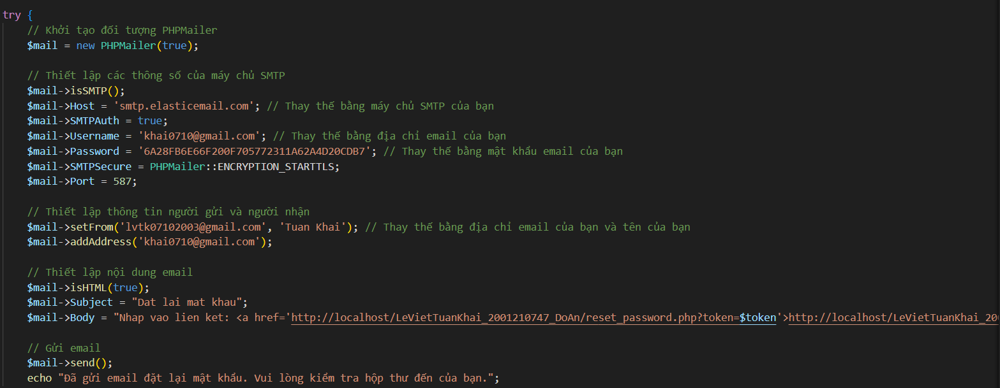 try {
// Khởi tạo đối tượng PHPMailer
$mail = new PHPMailer(true);
// Thiết lập các thông số của máy chủ SMTP
$mail->isSMTP();
$mail->Host = 'smtp.elasticemail.com'; // Thay thế bằng máy chủ SMTP của bạn
$mail->SMTPAuth = true;
$mail->Username = 'khai0710@gmail.com'; // Thay thế bằng địa chỉ email của bạn
$mail->Password = '6A28FB6E66F200F705772311A62A4D20CDB7'; // Thay thế bằng mật khẩu email của bạn
$mail->SMTPSecure = PHPMailer::ENCRYPTION_STARTTLS;
$mail->Port = 587;
// Thiết lập thông tin người gửi và người nhận
$mail->setFrom('lvtk07102003@gmail.com', 'Tuan Khai'); // Thay thế bằng địa chỉ email của bạn và tên của bạn
$mail->addAddress('khai0710@gmail.com');
// Thiết lập nội dung email
$mail->isHTML(true);
$mail->Subject = "Dat lai mat khau";
$mail->Body = "Nhap vao lien ket: <a href='http://localhost/LeVietTuanKhai_2001210747_DoAn/reset_password.php?token=$token'>http://localhost/LeVietTuanKhai_200
// Gửi email
$mail->send();
echo "Đã gửi email đặt lại mật khẩu. Vui lòng kiểm tra hộp thư đến của bạn.";